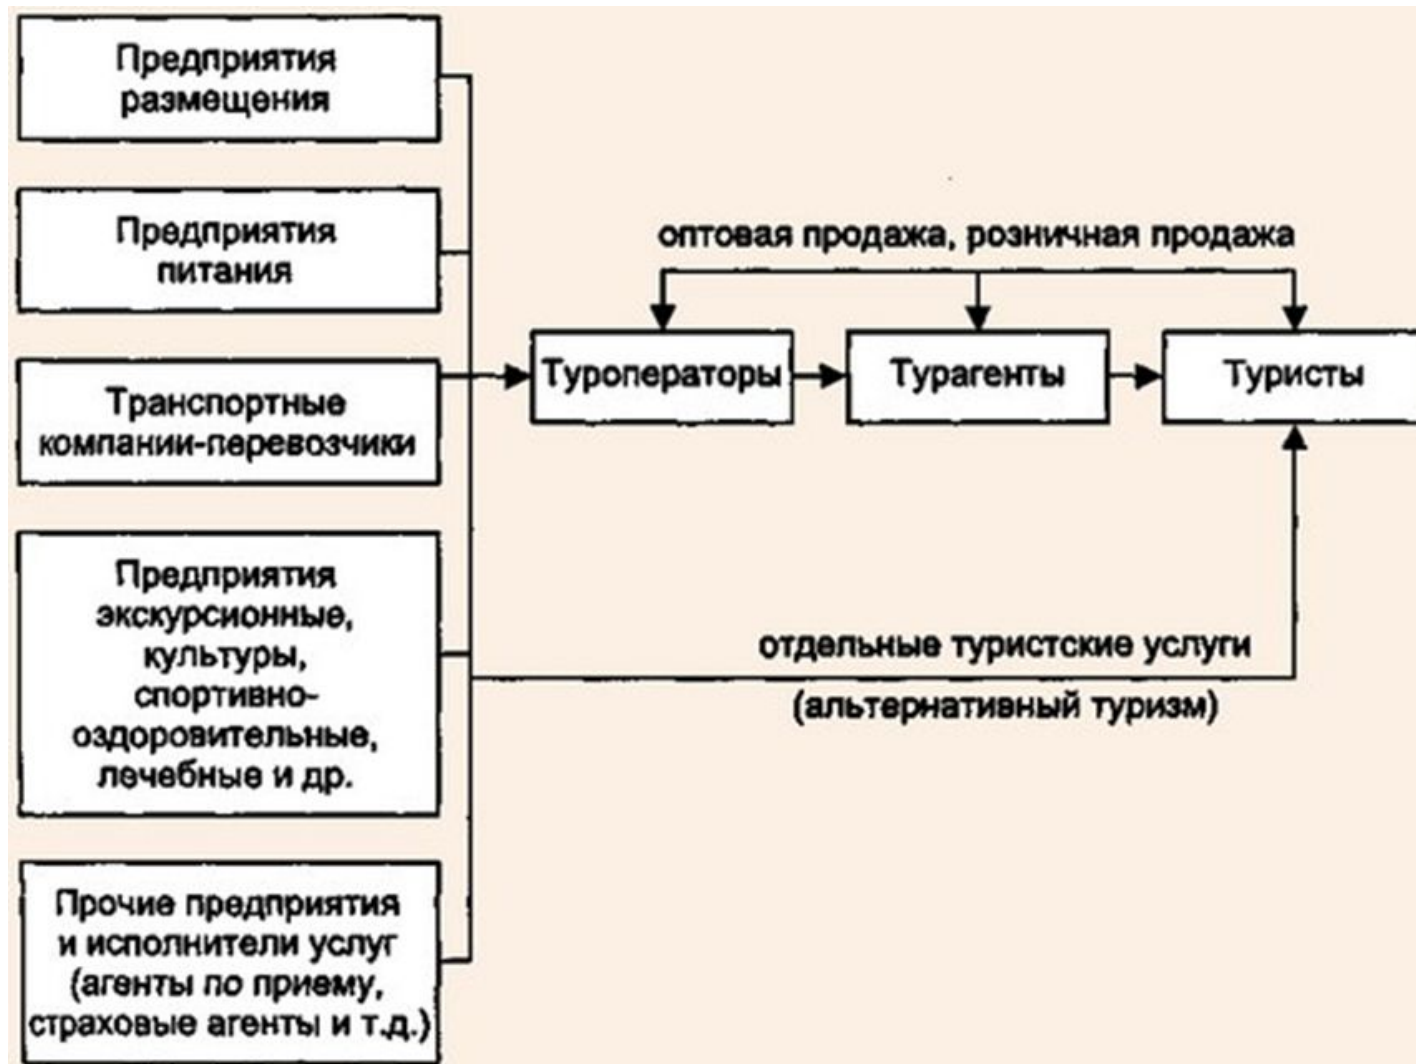 Предприятия
размещения
Предприятия
питания
Транспортные
компании-перевозчики
Предприятия
экскурсионные,
культуры,
спортивно-
оздоровительные,
лечебные и др.
Прочие предприятия
и исполнители услуг
(агенты по приему,
страховые агенты и т.д.)
оптовая продажа, розничная продажа
Туроператоры
Турагенты
Туристы
отдельные туристские услуги
(альтернативный туризм)